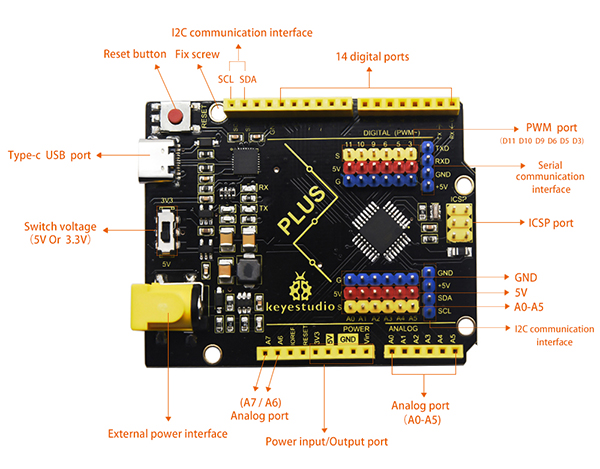 I2C communication interface
Reset button
Fix screw
14 digital ports
SCL
SDA
RESET
DIGITAL (PWM~)
PWM port
(D11 D10 D9 D6 D5 D3)
11 10 9 6 5 3
TXD
RXD
GND
+5V
S
5V
G
Type-c USB port
Serial
communication
interface
RX
TX
3V3
5V
Switch voltage
(5V Or 3.3V)
PLUS
ICSP
ICSP port
keyestudio
G
5V
S
A0 A1 A2 A3 A4 A5
GND
+5V
SDA
SCL
GND
5V
A0-A5
I2C communication
interface
POWER
ANALOG
A7
A6
RESET
3V3
5V
GND
Vin
A0
A1
A2
A3
A4
A5
(A7 / A6)
Analog port
Analog port
(A0-A5)
External power interface
Power input/Output port